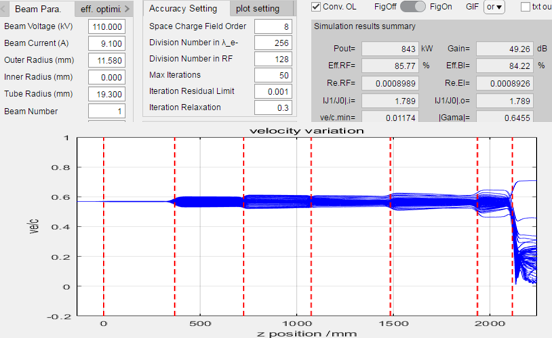 Beam Para.
effi. optimi
Beam Voltage (kV) 110.000
Beam Current (A) 9.100
Outer Radius (mm) 11.580
Inner Radius (mm) 0.000
Tube Radius (mm) 19.300
Beam Number 1
Accuracy Setting
plot setting
Space Charge Field Order 8
Division Number in λ_e- 256
Division Number in RF 128
Max Iterations 50
Iteration Residual Limit 0.001
Iteration Relaxation 0.3
Conv. OL FigOff FigOn GIF or txt ou
Simulation results summary
Pout= 843 kW Gain= 49.26 dB
Eff.RF= 85.77 % Eff.BI= 84.22 %
Re.RF= 0.0008989 Re.El= 0.0008926
|J1/J0|.i= 1.789 |J1/J0|.o= 1.789
ve/c.min= 0.01174 |Gama|= 0.6455
velocity variation
1
0.8
0.6
0.4
0.2
0
-0.2
ve/c
0 500 1000 1500 2000
z position /mm